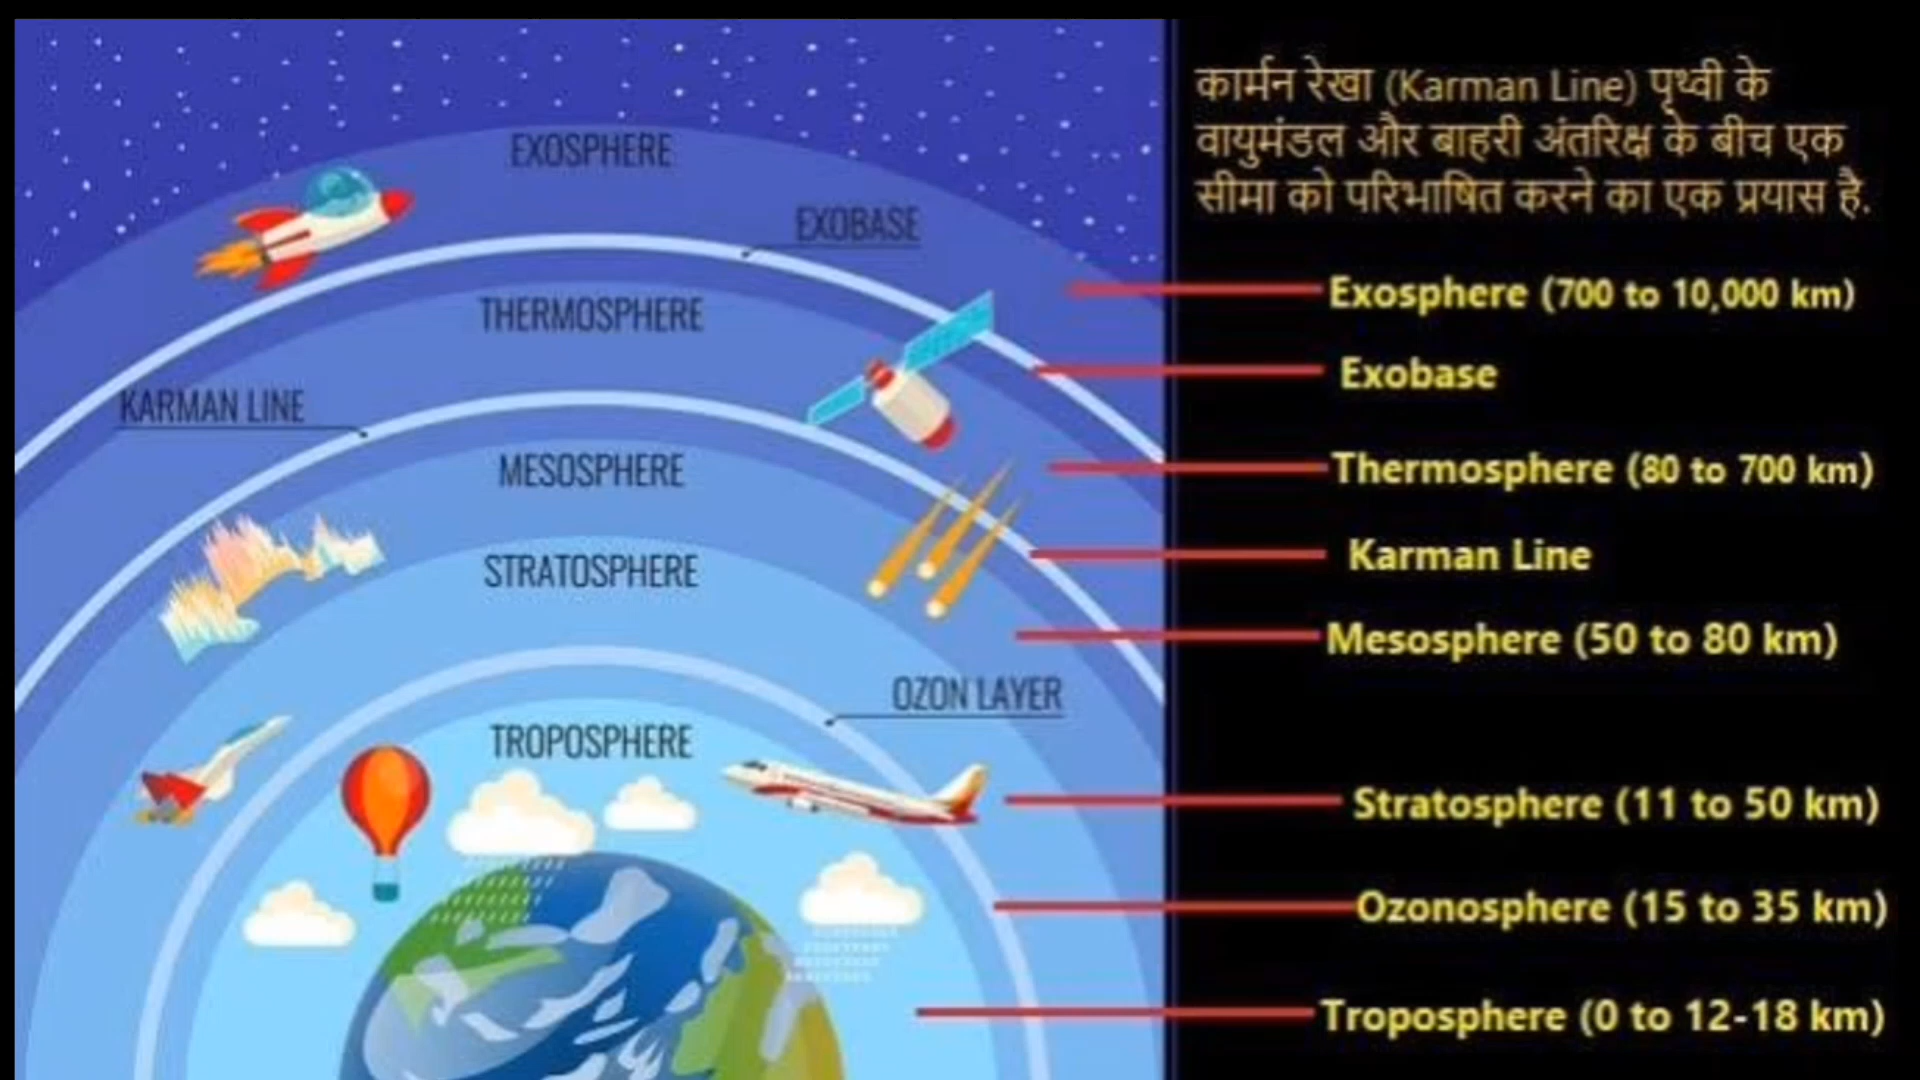 EXOSPHERE
EXOBASE
THERMOSPHERE
KARMAN LINE
MESOSPHERE
STRATOSPHERE
OZON LAYER
TROPOSPHERE
कार्मन रेखा (Karman Line) पृथ्वी के
वायुमंडल और बाहरी अंतरिक्ष के बीच एक
सीमा को परिभाषित करने का एक प्रयास है.
Exosphere (700 to 10,000 km)
Exobase
Thermosphere (80 to 700 km)
Karman Line
Mesosphere (50 to 80 km)
Stratosphere (11 to 50 km)
Ozonosphere (15 to 35 km)
Troposphere (0 to 12-18 km)